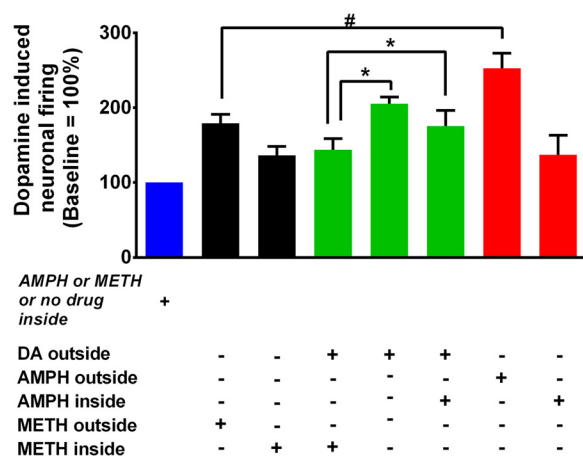 #
* *
Dopamine induced
neuronal firing
(Baseline = 100%)
300
200
100
0
AMPH or METH
or no drug +
inside
DA outside - - + + + - -
AMPH outside - - - - - + -
AMPH inside - - - - + - +
METH outside + - - - - - -
METH inside - + + - - - -